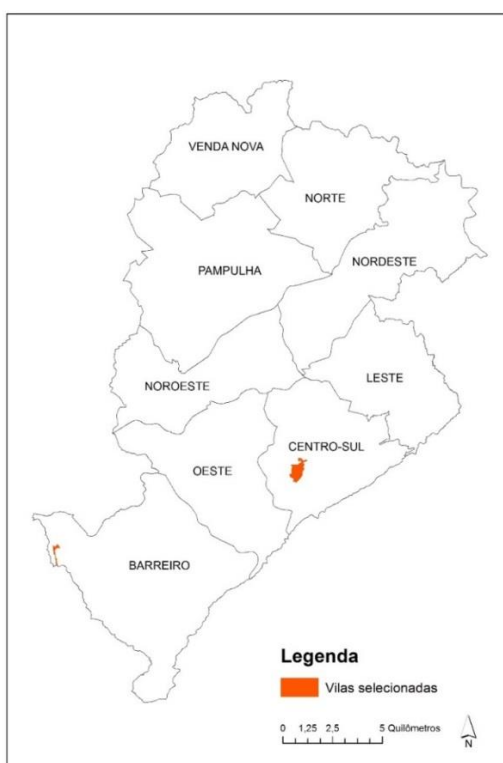 VENDA NOVA
NORTE
NORDESTE
PAMPULHA
LESTE
NOROESTE
CENTRO-SUL
OESTE
BARREIRO
Legenda
Vilas selecionadas
0 1,25 2,5 5 Quilômetros
N